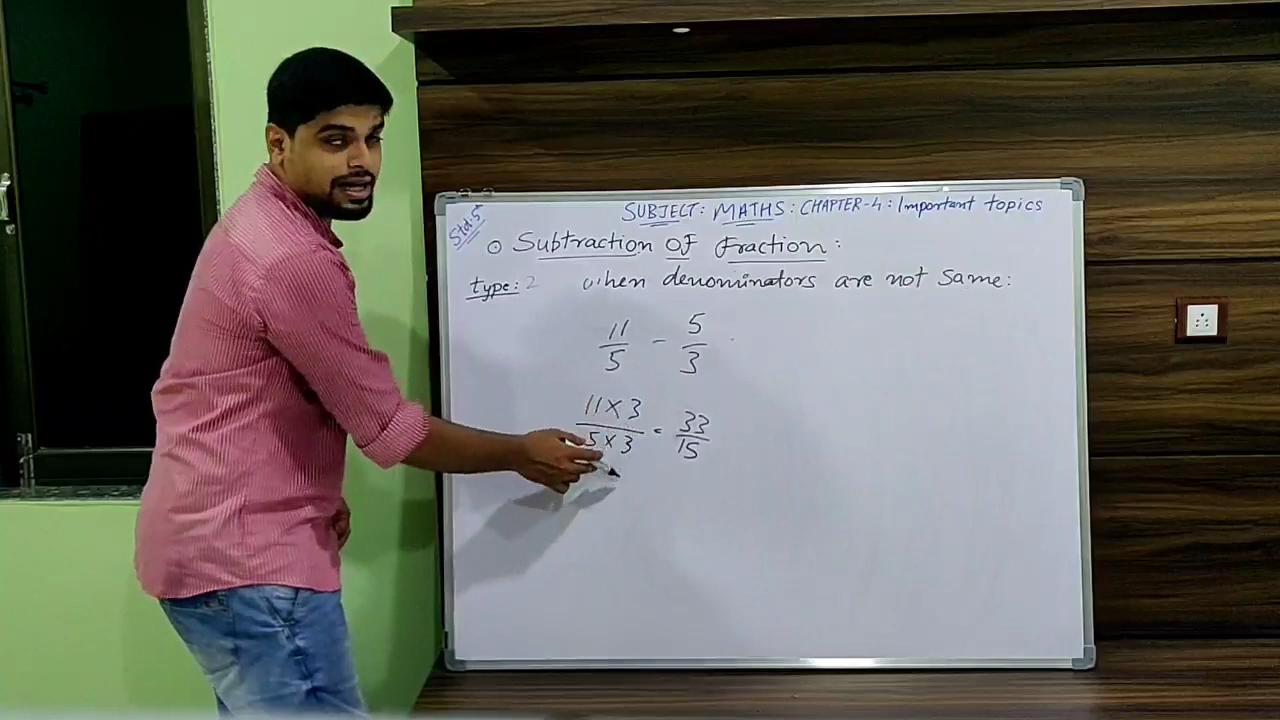 Std:5
SUBJECT: MATHS: CHAPTER-4: Important topics
⊙ Subtraction OF Fraction:
type: 2 when denominators are not same:
11/5 - 5/3
11 × 3 / 5 × 3 = 33/15